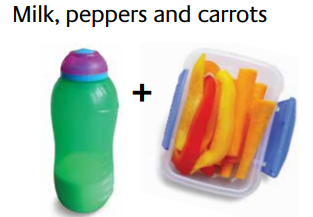 Milk, peppers and carrots
+